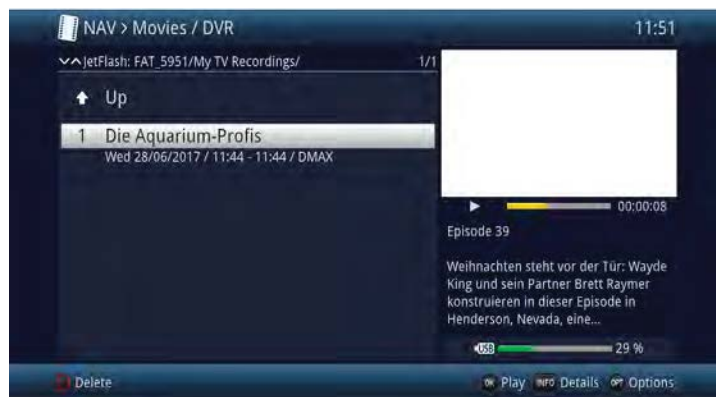 NAV > Movies / DVR 11:51
JetFlash: FAT_5951/My TV Recordings/ 1/1
Up
1 Die Aquarium-Profis
Wed 28/06/2017 / 11:44 - 11:44 / DMAX
00:00:08
Episode 39
Weihnachten steht vor der Tür: Wayde
King und sein Partner Brett Raymer
konstruieren in dieser Episode in
Henderson, Nevada, eine...
USB 29 %
Delete OK Play INFO Details OPT Options